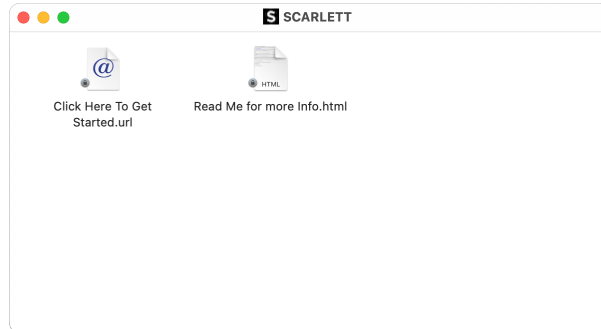 S SCARLETT
@
HTML
Click Here To Get
Started.url
Read Me for more Info.html